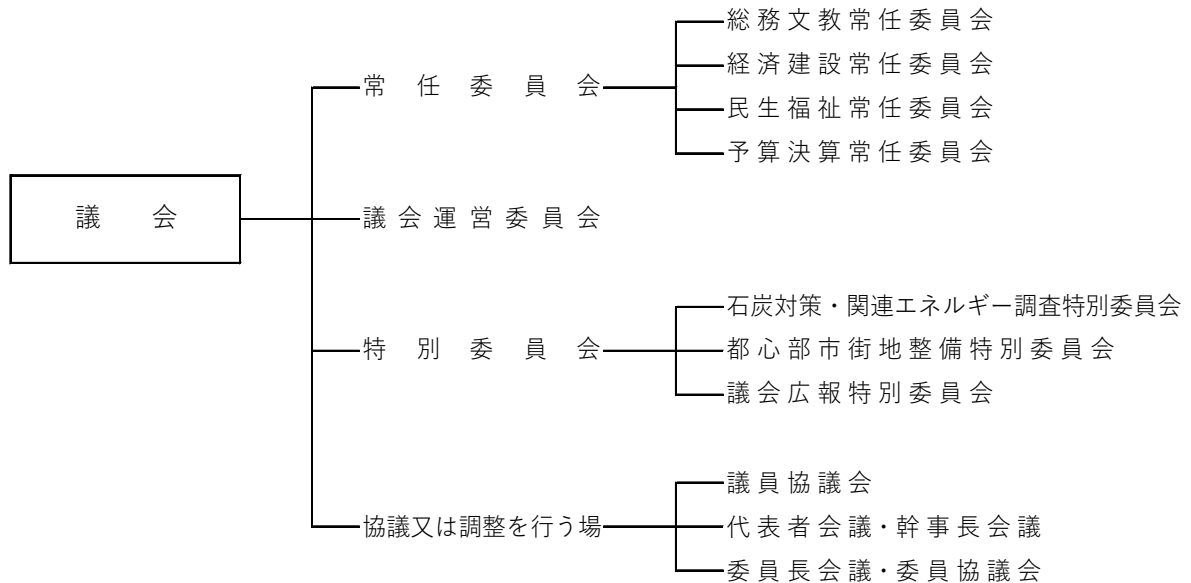 議会
常任委員会
総務文教常任委員会
経済建設常任委員会
民生福祉常任委員会
予算決算常任委員会
議会運営委員会
特別委員会
石炭対策・関連エネルギー調査特別委員会
都心部市街地整備特別委員会
議会広報特別委員会
協議又は調整を行う場
議員協議会
代表者会議・幹事長会議
委員長会議・委員協議会